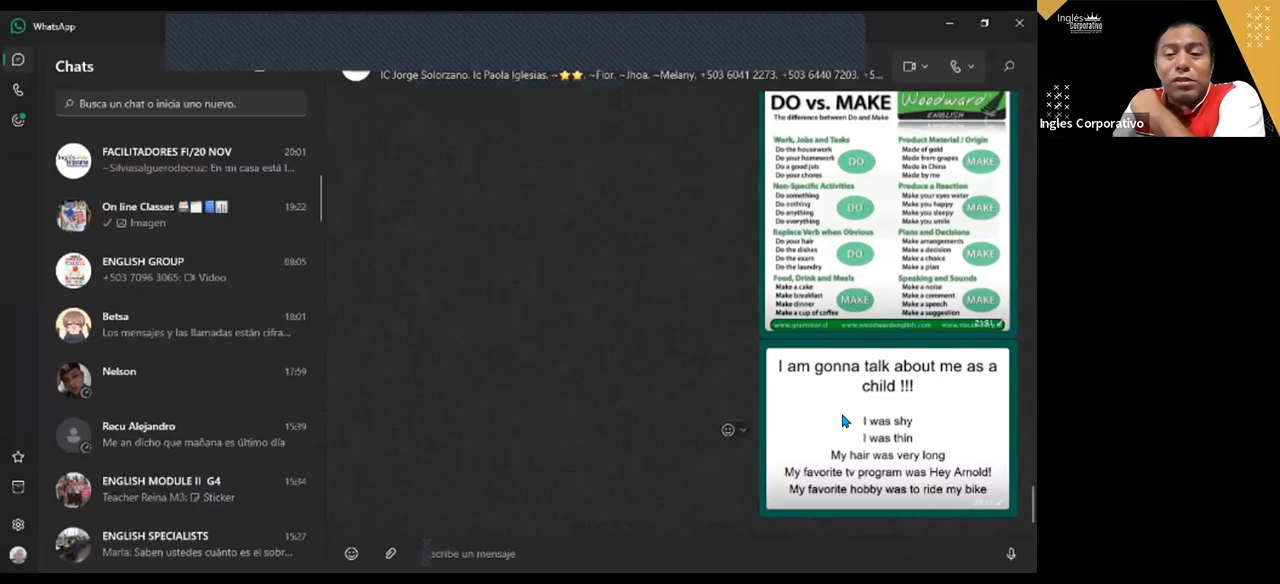 WhatsApp
Chats
Busca un chat o inicia uno nuevo.
FACILITADORES FI/20 NOV 20:01
~Silviasalguerodecruz: En mi casa está l...
On line Classes 19:22
Imagen
ENGLISH GROUP 08:05
+503 7096 3065: Video
Betsa 18:01
Los mensajes y las llamadas están cifra...
Nelson 17:59
Recu Alejandro 15:39
Me an dicho que mañana es último día
ENGLISH MODULE II G4 15:34
Teacher Reina M3: Sticker
ENGLISH SPECIALISTS 15:27
María: Saben ustedes cuánto es el sobr...
IC Jorge Solorzano, Ic Paola Iglesias, ~⭐⭐, ~Flor, ~Jhoa, ~Melany, +503 6041 2273, +503 6440 7203, +5...
DO vs. MAKE
The difference between Do and Make
Woodward
ENGLISH
Work, Jobs and Tasks
Do the housework
Do your homework
Do a good job
Do your chores
DO
Product Material / Origin
Made of gold
Made from grapes
Made in China
Made by me
MAKE
Non-Specific Activities
Do something
Do nothing
Do anything
Do everything
DO
Produce a Reaction
Make your eyes water
Make you happy
Make you sleepy
Make you smile
MAKE
Replace Verb when Obvious
Do your hair
Do the dishes
Do the exam
Do the laundry
DO
Plans and Decisions
Make arrangements
Make a decision
Make a choice
Make a plan
MAKE
Food, Drink and Meals
Make a cake
Make breakfast
Make dinner
Make a cup of coffee
MAKE
Speaking and Sounds
Make a noise
Make a comment
Make a speech
Make a suggestion
MAKE
www.grammar.cl www.woodwardenglish.com
I am gonna talk about me as a
child !!!
I was shy
I was thin
My hair was very long
My favorite tv program was Hey Arnold!
My favorite hobby was to ride my bike
scribe un mensaje
Inglés
Corporativo
Ingles Corporativo